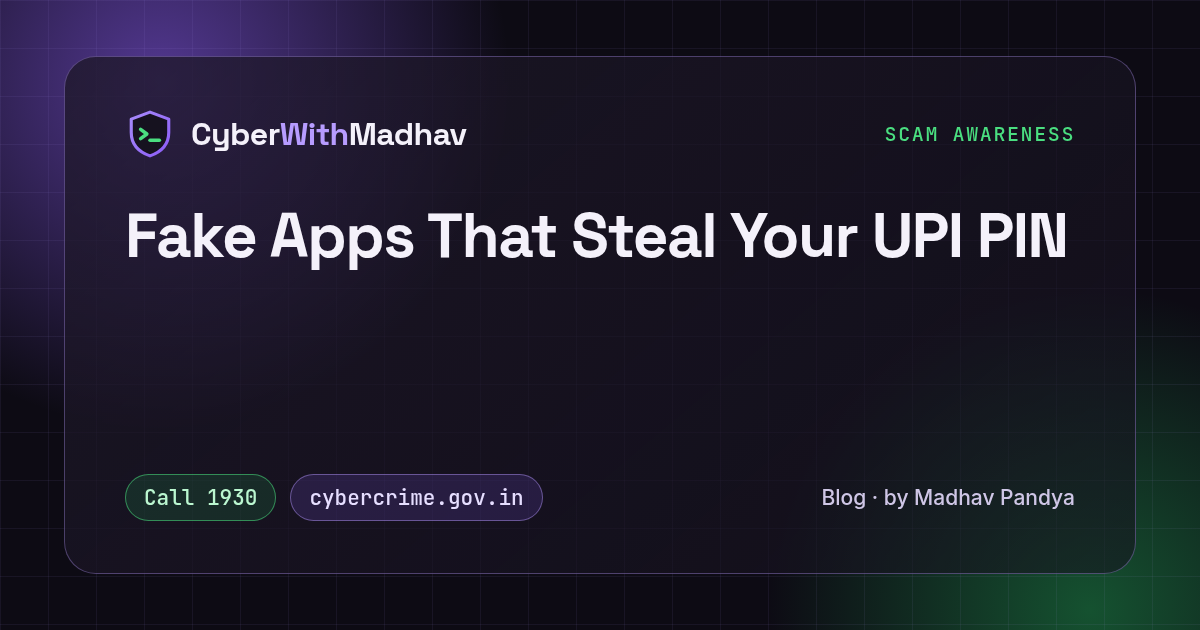 CyberWithMadhav
SCAM AWARENESS
Fake Apps That Steal Your UPI PIN
Call 1930
cybercrime.gov.in
Blog · by Madhav Pandya